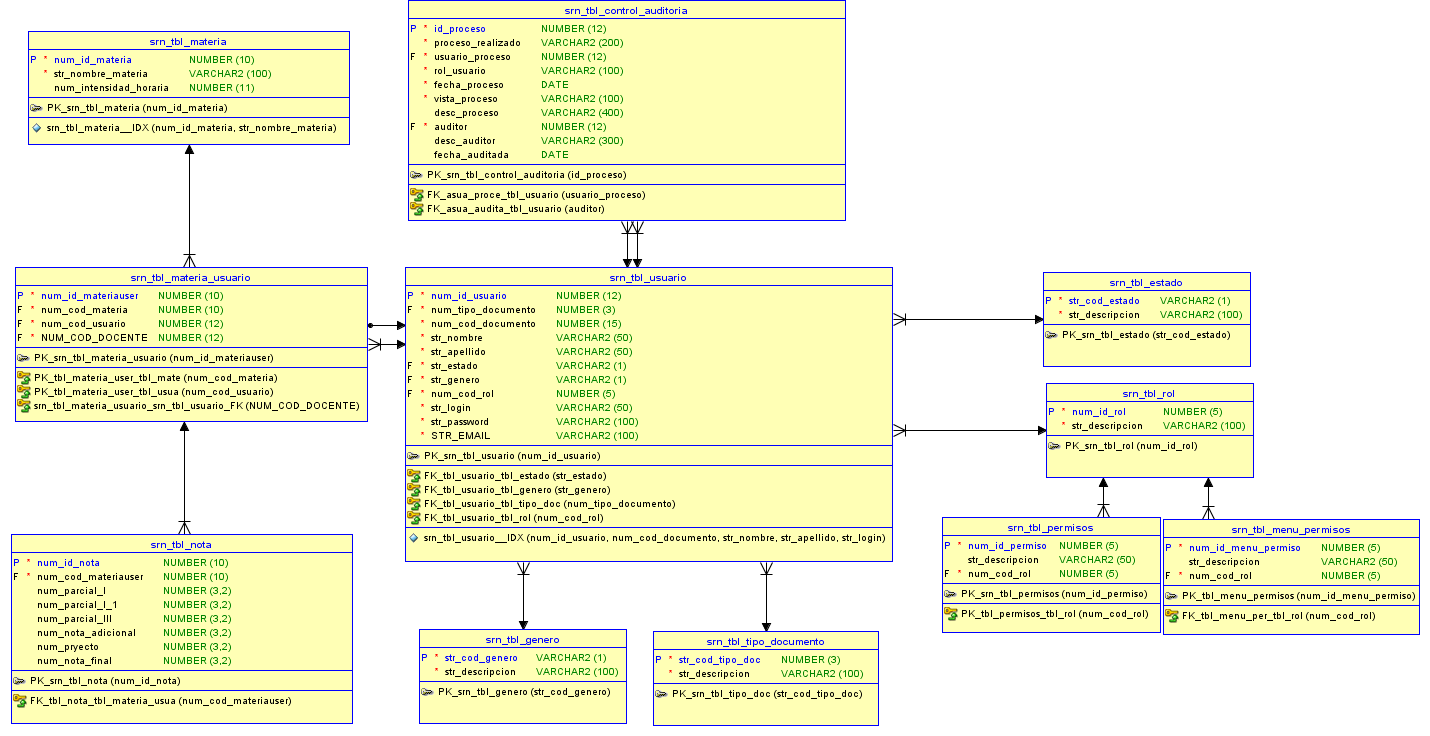 srn_tbl_control_auditoria
P * id_proceso NUMBER (12)
* proceso_realizado VARCHAR2 (200)
F * usuario_proceso NUMBER (12)
* rol_usuario VARCHAR2 (100)
* fecha_proceso DATE
* vista_proceso VARCHAR2 (100)
desc_proceso VARCHAR2 (400)
F * auditor NUMBER (12)
desc_auditor VARCHAR2 (300)
fecha_auditada DATE
PK_srn_tbl_control_auditoria (id_proceso)
FK_asua_proce_tbl_usuario (usuario_proceso)
FK_asua_audita_tbl_usuario (auditor)
srn_tbl_materia
P * num_id_materia NUMBER (10)
* str_nombre_materia VARCHAR2 (100)
num_intensidad_horaria NUMBER (11)
PK_srn_tbl_materia (num_id_materia)
srn_tbl_materia__IDX (num_id_materia, str_nombre_materia)
srn_tbl_materia_usuario
P * num_id_materiauser NUMBER (10)
F * num_cod_materia NUMBER (10)
F * num_cod_usuario NUMBER (12)
F * NUM_COD_DOCENTE NUMBER (12)
PK_srn_tbl_materia_usuario (num_id_materiauser)
PK_tbl_materia_user_tbl_mate (num_cod_materia)
PK_tbl_materia_user_tbl_usua (num_cod_usuario)
srn_tbl_materia_usuario_srn_tbl_usuario_FK (NUM_COD_DOCENTE)
srn_tbl_usuario
P * num_id_usuario NUMBER (12)
F * num_tipo_documento NUMBER (3)
* num_cod_documento NUMBER (15)
* str_nombre VARCHAR2 (50)
* str_apellido VARCHAR2 (50)
F * str_estado VARCHAR2 (1)
F * str_genero VARCHAR2 (1)
F * num_cod_rol NUMBER (5)
* str_login VARCHAR2 (50)
* str_password VARCHAR2 (100)
* STR_EMAIL VARCHAR2 (100)
PK_srn_tbl_usuario (num_id_usuario)
FK_tbl_usuario_tbl_estado (str_estado)
FK_tbl_usuario_tbl_genero (str_genero)
FK_tbl_usuario_tbl_tipo_doc (num_tipo_documento)
FK_tbl_usuario_tbl_rol (num_cod_rol)
srn_tbl_usuario__IDX (num_id_usuario, num_cod_documento, str_nombre, str_apellido, str_login)
srn_tbl_estado
P * str_cod_estado VARCHAR2 (1)
* str_descripcion VARCHAR2 (100)
PK_srn_tbl_estado (str_cod_estado)
srn_tbl_rol
P * num_id_rol NUMBER (5)
* str_descripcion VARCHAR2 (100)
PK_srn_tbl_rol (num_id_rol)
srn_tbl_permisos
P * num_id_permiso NUMBER (5)
str_descripcion VARCHAR2 (50)
F * num_cod_rol NUMBER (5)
PK_srn_tbl_permisos (num_id_permiso)
PK_tbl_permisos_tbl_rol (num_cod_rol)
srn_tbl_menu_permisos
P * num_id_menu_permiso NUMBER (5)
str_descripcion VARCHAR2 (50)
F * num_cod_rol NUMBER (5)
PK_tbl_menu_permisos (num_id_menu_permiso)
FK_tbl_menu_per_tbl_rol (num_cod_rol)
srn_tbl_nota
P * num_id_nota NUMBER (10)
F * num_cod_materiauser NUMBER (10)
num_parcial_I NUMBER (3,2)
num_parcial_I_1 NUMBER (3,2)
num_parcial_III NUMBER (3,2)
num_nota_adicional NUMBER (3,2)
num_pryecto NUMBER (3,2)
num_nota_final NUMBER (3,2)
PK_srn_tbl_nota (num_id_nota)
FK_tbl_nota_tbl_materia_usua (num_cod_materiauser)
srn_tbl_genero
P * str_cod_genero VARCHAR2 (1)
* str_descripcion VARCHAR2 (100)
PK_srn_tbl_genero (str_cod_genero)
srn_tbl_tipo_documento
P * str_cod_tipo_doc NUMBER (3)
* str_descripcion VARCHAR2 (100)
PK_srn_tbl_tipo_doc (str_cod_tipo_doc)